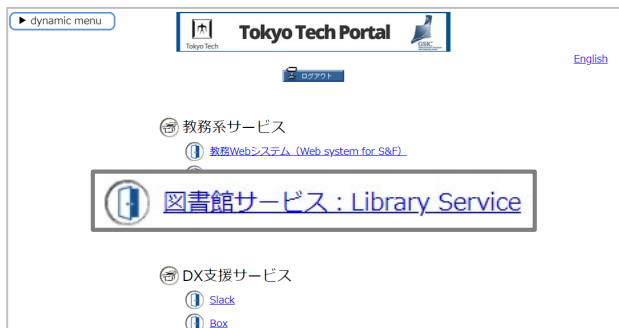 ▶ dynamic menu
Tokyo Tech
Tokyo Tech Portal
GSIC
English
ログアウト
教務系サービス
教務Webシステム（Web system for S&F）
図書館サービス : Library Service
DX支援サービス
Slack
Box